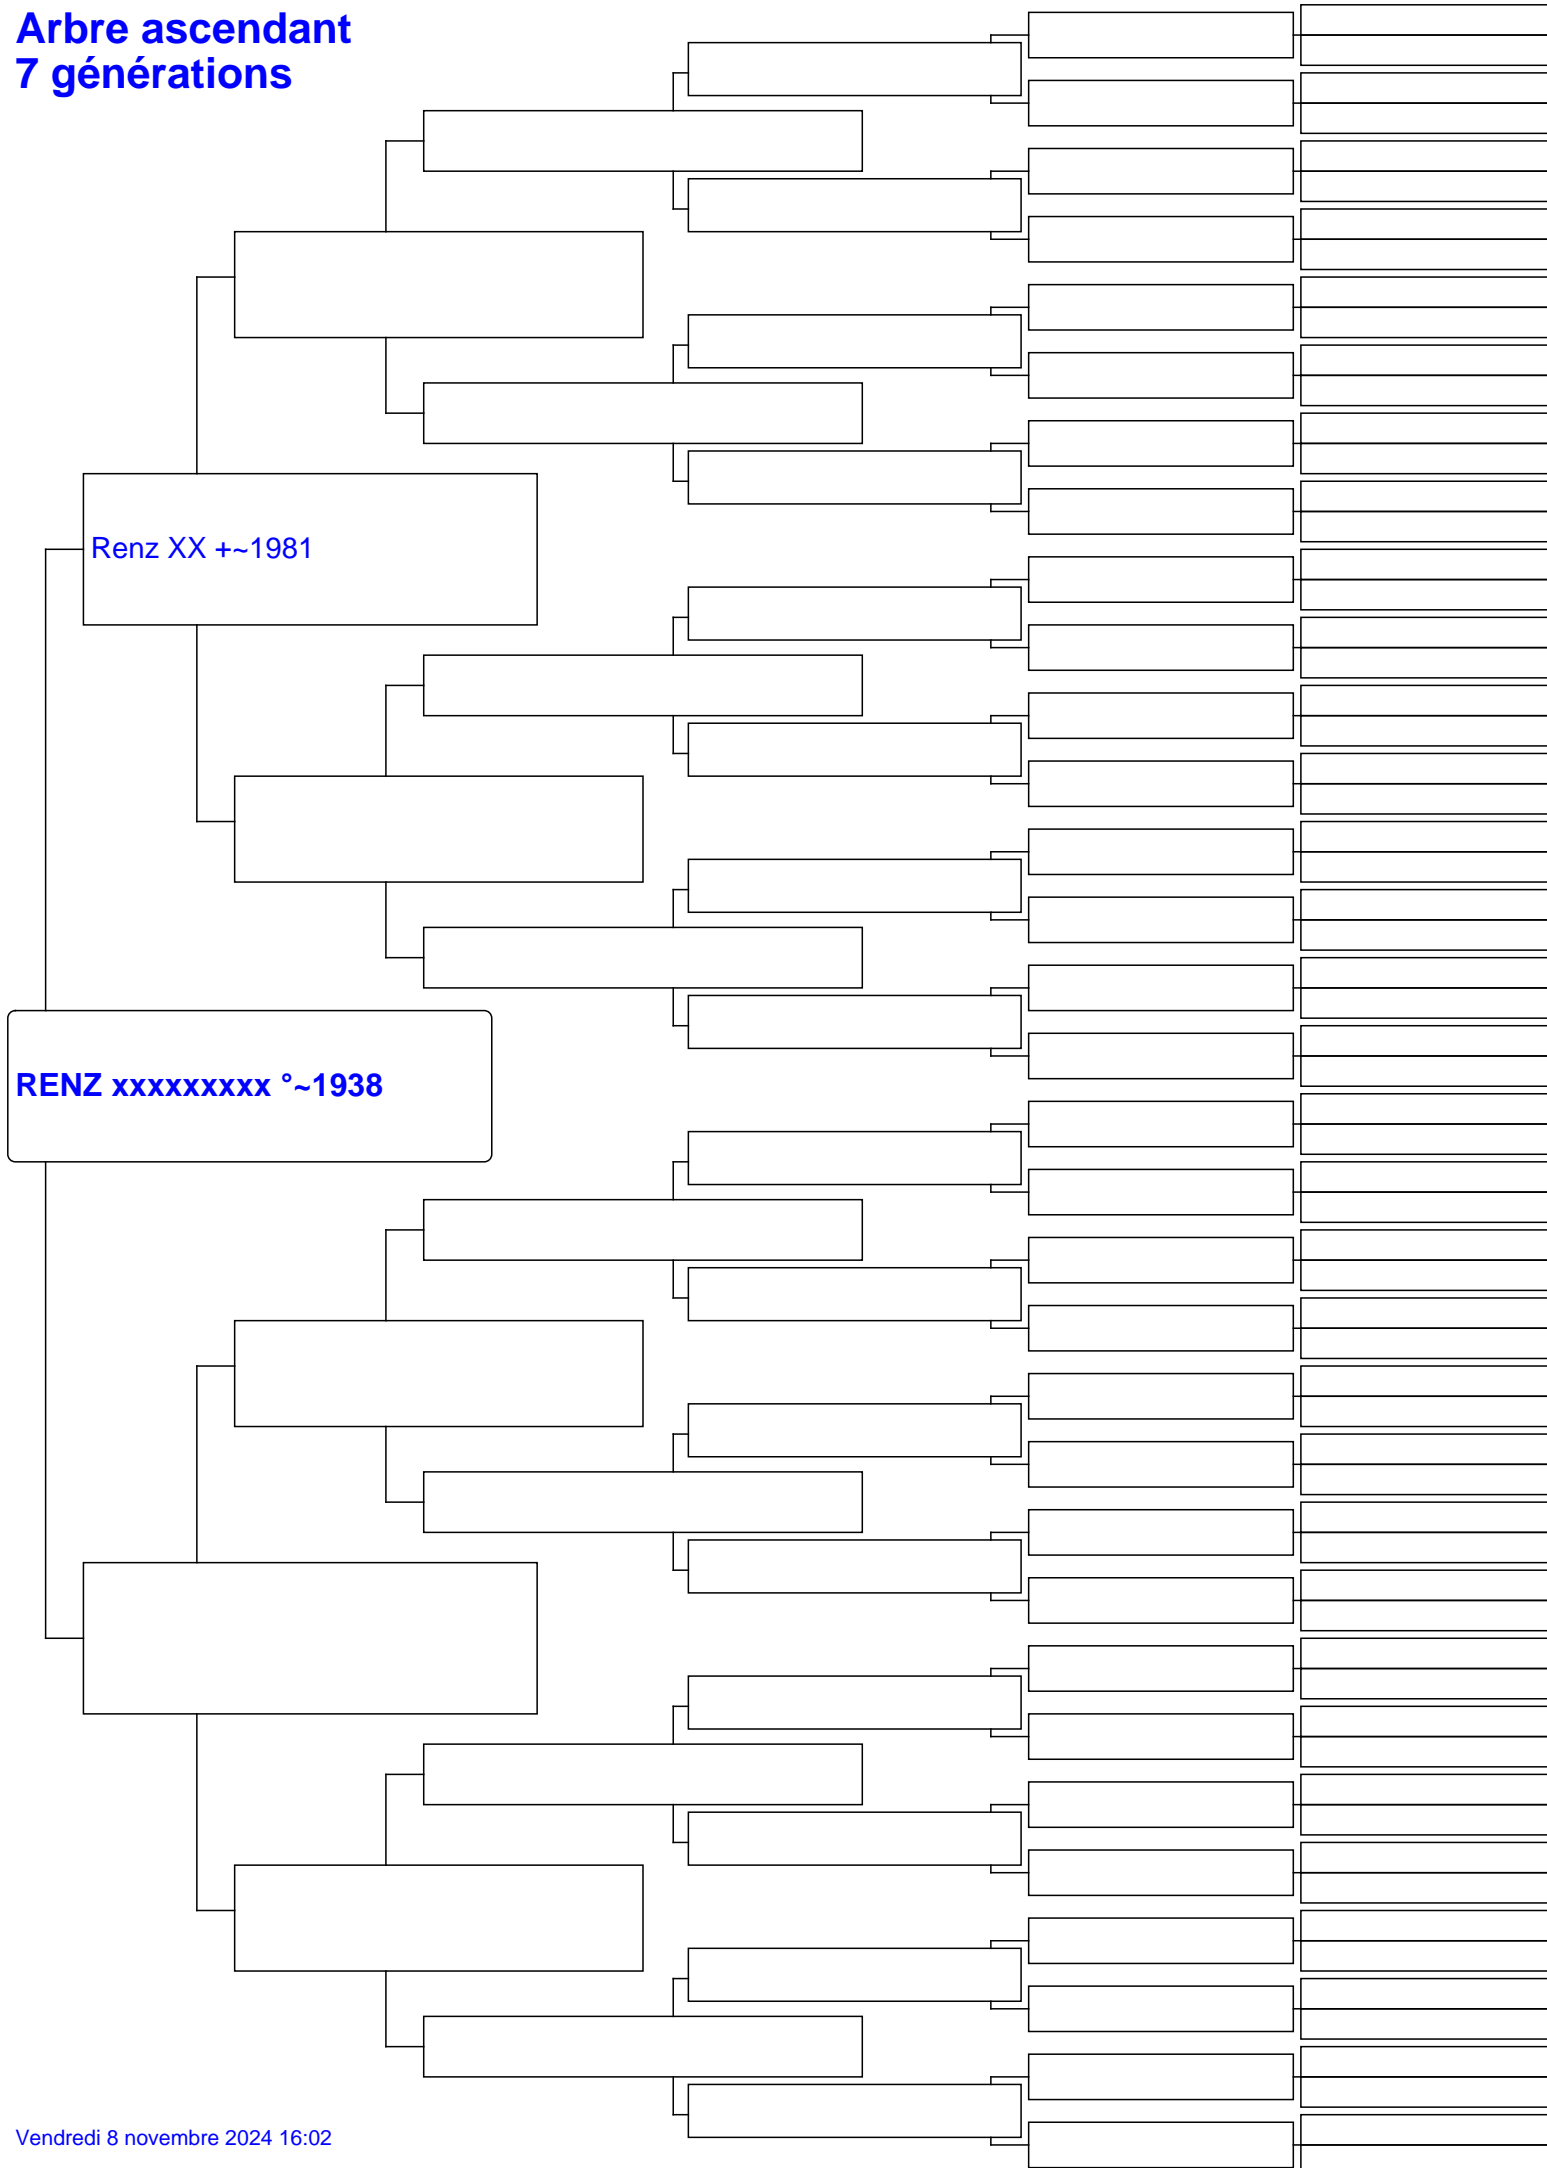 Arbre ascendant
7 générations
Renz XX +~1981
RENZ xxxxxxxxx °~1938
Vendredi 8 novembre 2024 16:02